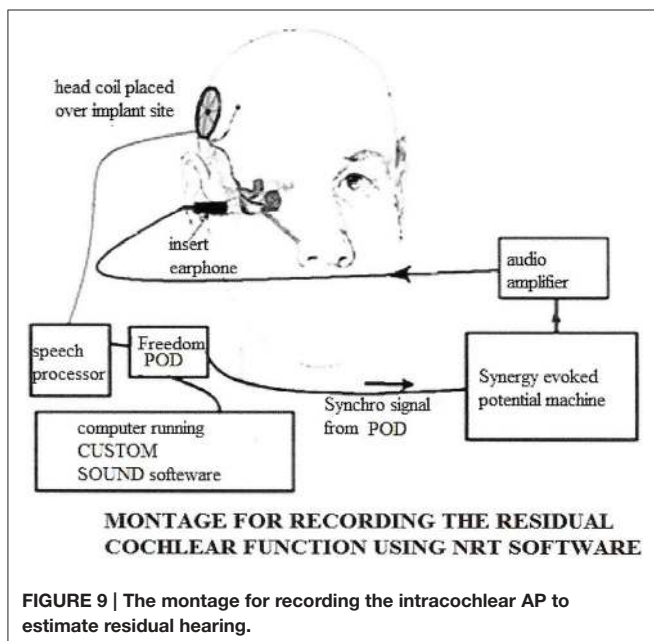 head coil placed
over implant site
insert
earphone
audio
amplifier
speech
processor
Freedom
POD
Synchro signal
from POD
Synergy evoked
potential machine
computer running
CUSTOM
SOUND softeware
MONTAGE FOR RECORDING THE RESIDUAL
COCHLEAR FUNCTION USING NRT SOFTWARE
FIGURE 9 | The montage for recording the intracochlear AP to
estimate residual hearing.